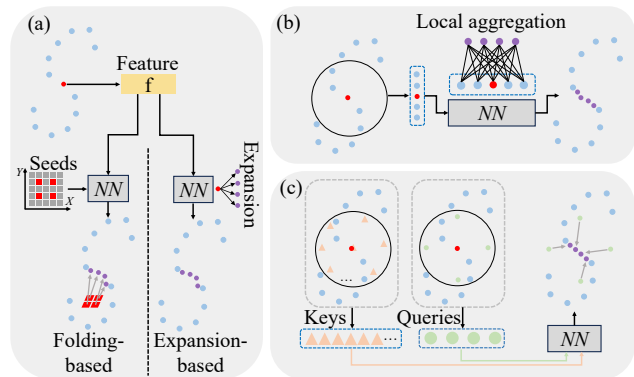 (a)
Feature
f
Seeds
Y
X
NN
NN
Expansion
Folding-
based
Expansion-
based
(b)
Local aggregation
NN
(c)
...
Keys
Queries
...
NN